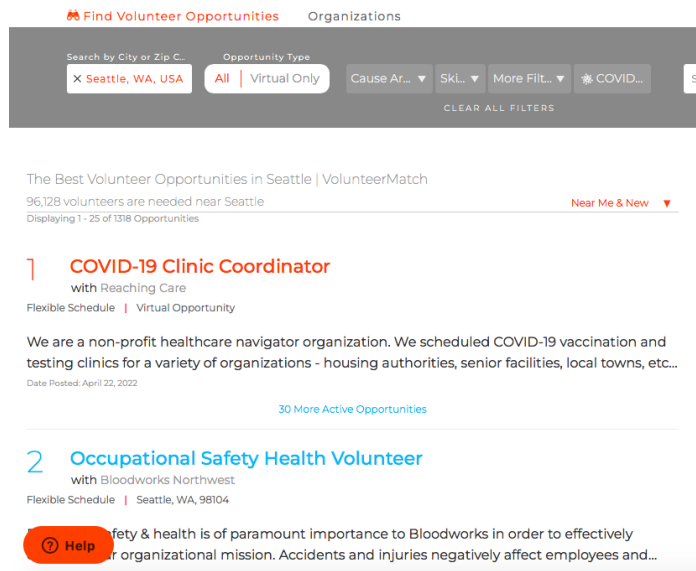 Find Volunteer Opportunities Organizations
Search by City or Zip C... Opportunity Type
× Seattle, WA, USA All | Virtual Only Cause Ar... ▼ Ski... ▼ More Filt... ▼ COVID... S
CLEAR ALL FILTERS
The Best Volunteer Opportunities in Seattle | VolunteerMatch
96,128 volunteers are needed near Seattle Near Me & New ▼
Displaying 1 - 25 of 1318 Opportunities
1 COVID-19 Clinic Coordinator
with Reaching Care
Flexible Schedule | Virtual Opportunity
We are a non-profit healthcare navigator organization. We scheduled COVID-19 vaccination and
testing clinics for a variety of organizations - housing authorities, senior facilities, local towns, etc...
Date Posted: April 22, 2022
30 More Active Opportunities
2 Occupational Safety Health Volunteer
with Bloodworks Northwest
Flexible Schedule | Seattle, WA, 98104
fety & health is of paramount importance to Bloodworks in order to effectively
? Help r organizational mission. Accidents and injuries negatively affect employees and...